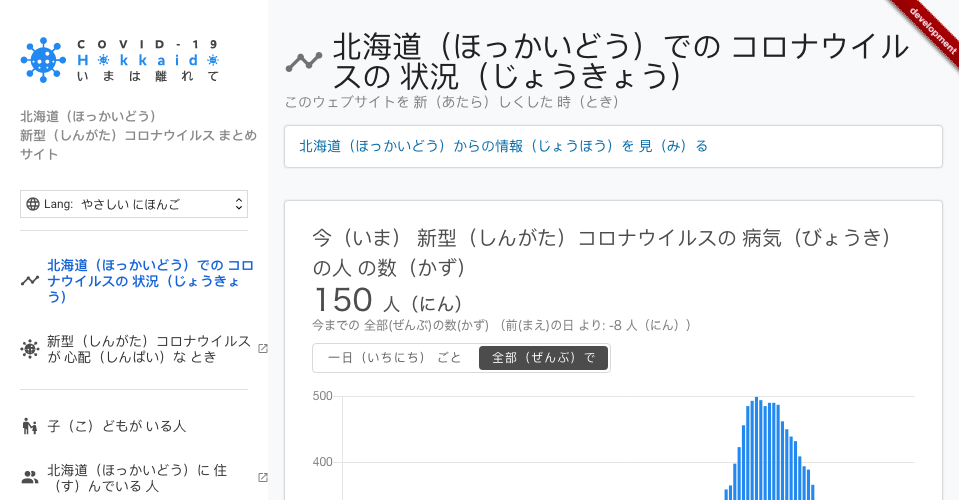 COVID-19
Hokkaido
いまは離れて
北海道（ほっかいどう）
新型（しんがた）コロナウイルス まとめ
サイト
Lang: やさしい にほんご
北海道（ほっかいどう）での コロ
ナウイルスの 状況（じょうきょ
う）
新型（しんがた）コロナウイルス
が 心配（しんぱい）な とき
子（こ）どもが いる人
北海道（ほっかいどう）に 住
（す）んでいる 人
development
北海道（ほっかいどう）での コロナウイル
スの 状況（じょうきょう）
このウェブサイトを 新（あたら）しくした 時（とき）
北海道（ほっかいどう）からの情報（じょうほう）を 見（み）る
今（いま） 新型（しんがた）コロナウイルスの 病気（びょうき）
の人 の数（かず）
150 人（にん）
今までの 全部(ぜんぶ)の数(かず) （前(まえ)の日 より: -8 人（にん））
一日（いちにち） ごと
全部（ぜんぶ）で
500
400